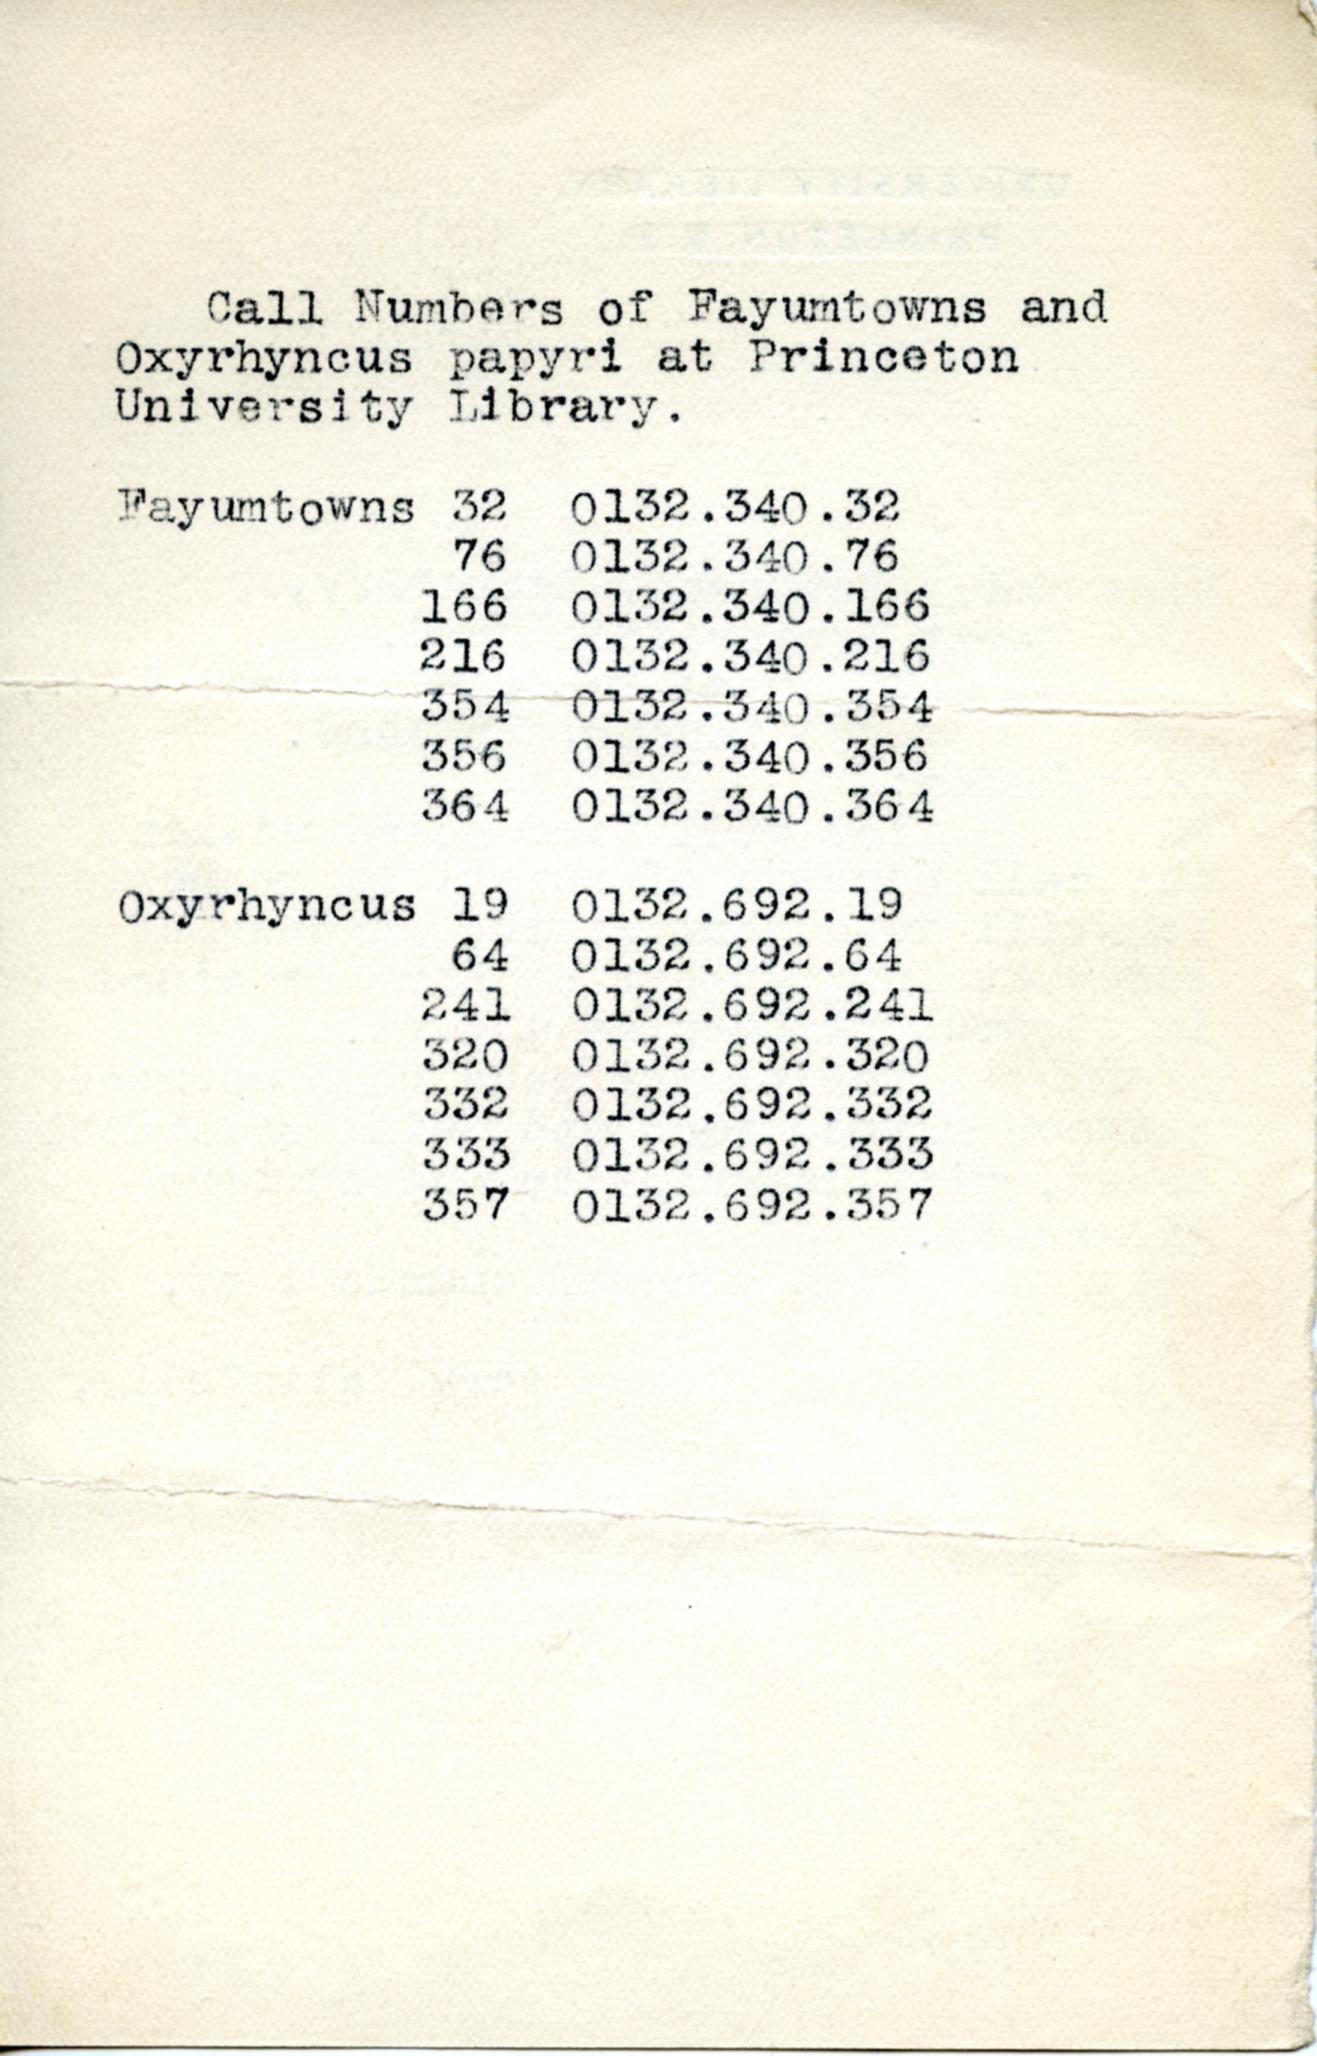 Call Numbers of Fayumtowns and
Oxyrhyncus papyri at Princeton
University Library.
Fayumtowns 32 0132.340.32
76 0132.340.76
166 0132.340.166
216 0132.340.216
354 0132.340.354
356 0132.340.356
364 0132.340.364
Oxyrhyncus 19 0132.692.19
64 0132.692.64
241 0132.692.241
320 0132.692.320
332 0132.692.332
333 0132.692.333
357 0132.692.357